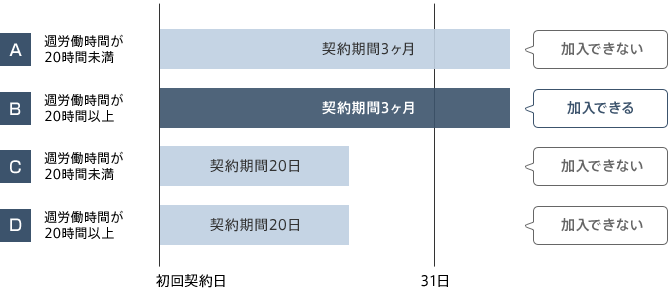 A
週労働時間が
20時間未満
契約期間3ヶ月
加入できない
B
週労働時間が
20時間以上
契約期間3ヶ月
加入できる
C
週労働時間が
20時間未満
契約期間20日
加入できない
D
週労働時間が
20時間以上
契約期間20日
加入できない
初回契約日
31日